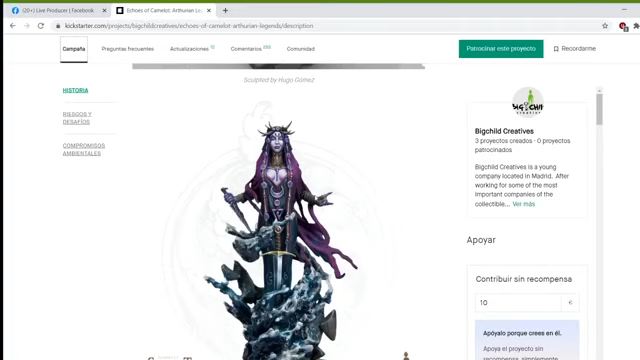 (20+) Live Producer | Facebook
Echoes of Camelot: Arthurian Lo
kickstarter.com/projects/bigchildcreatives/echoes-of-camelot-arthurian-legends/description
Campaña
Preguntas frecuentes
Actualizaciones
Comentarios
Comunidad
Patrocinar este proyecto
Recordarme
Sculpted by Hugo Gómez
HISTORIA
RIESGOS Y
DESAFÍOS
COMPROMISOS
AMBIENTALES
BIG CHILD
Creatives
Bigchild Creatives
3 proyectos creados · 0 proyectos
patrocinados
Bigchild Creatives is a young
company located in Madrid. After
working for some of the most
important companies of the
collectible... Ver más
Apoyar
Contribuir sin recompensa
10 €
Apóyalo porque crees en él.
Apoya el proyecto sin
recompensa, simplemente